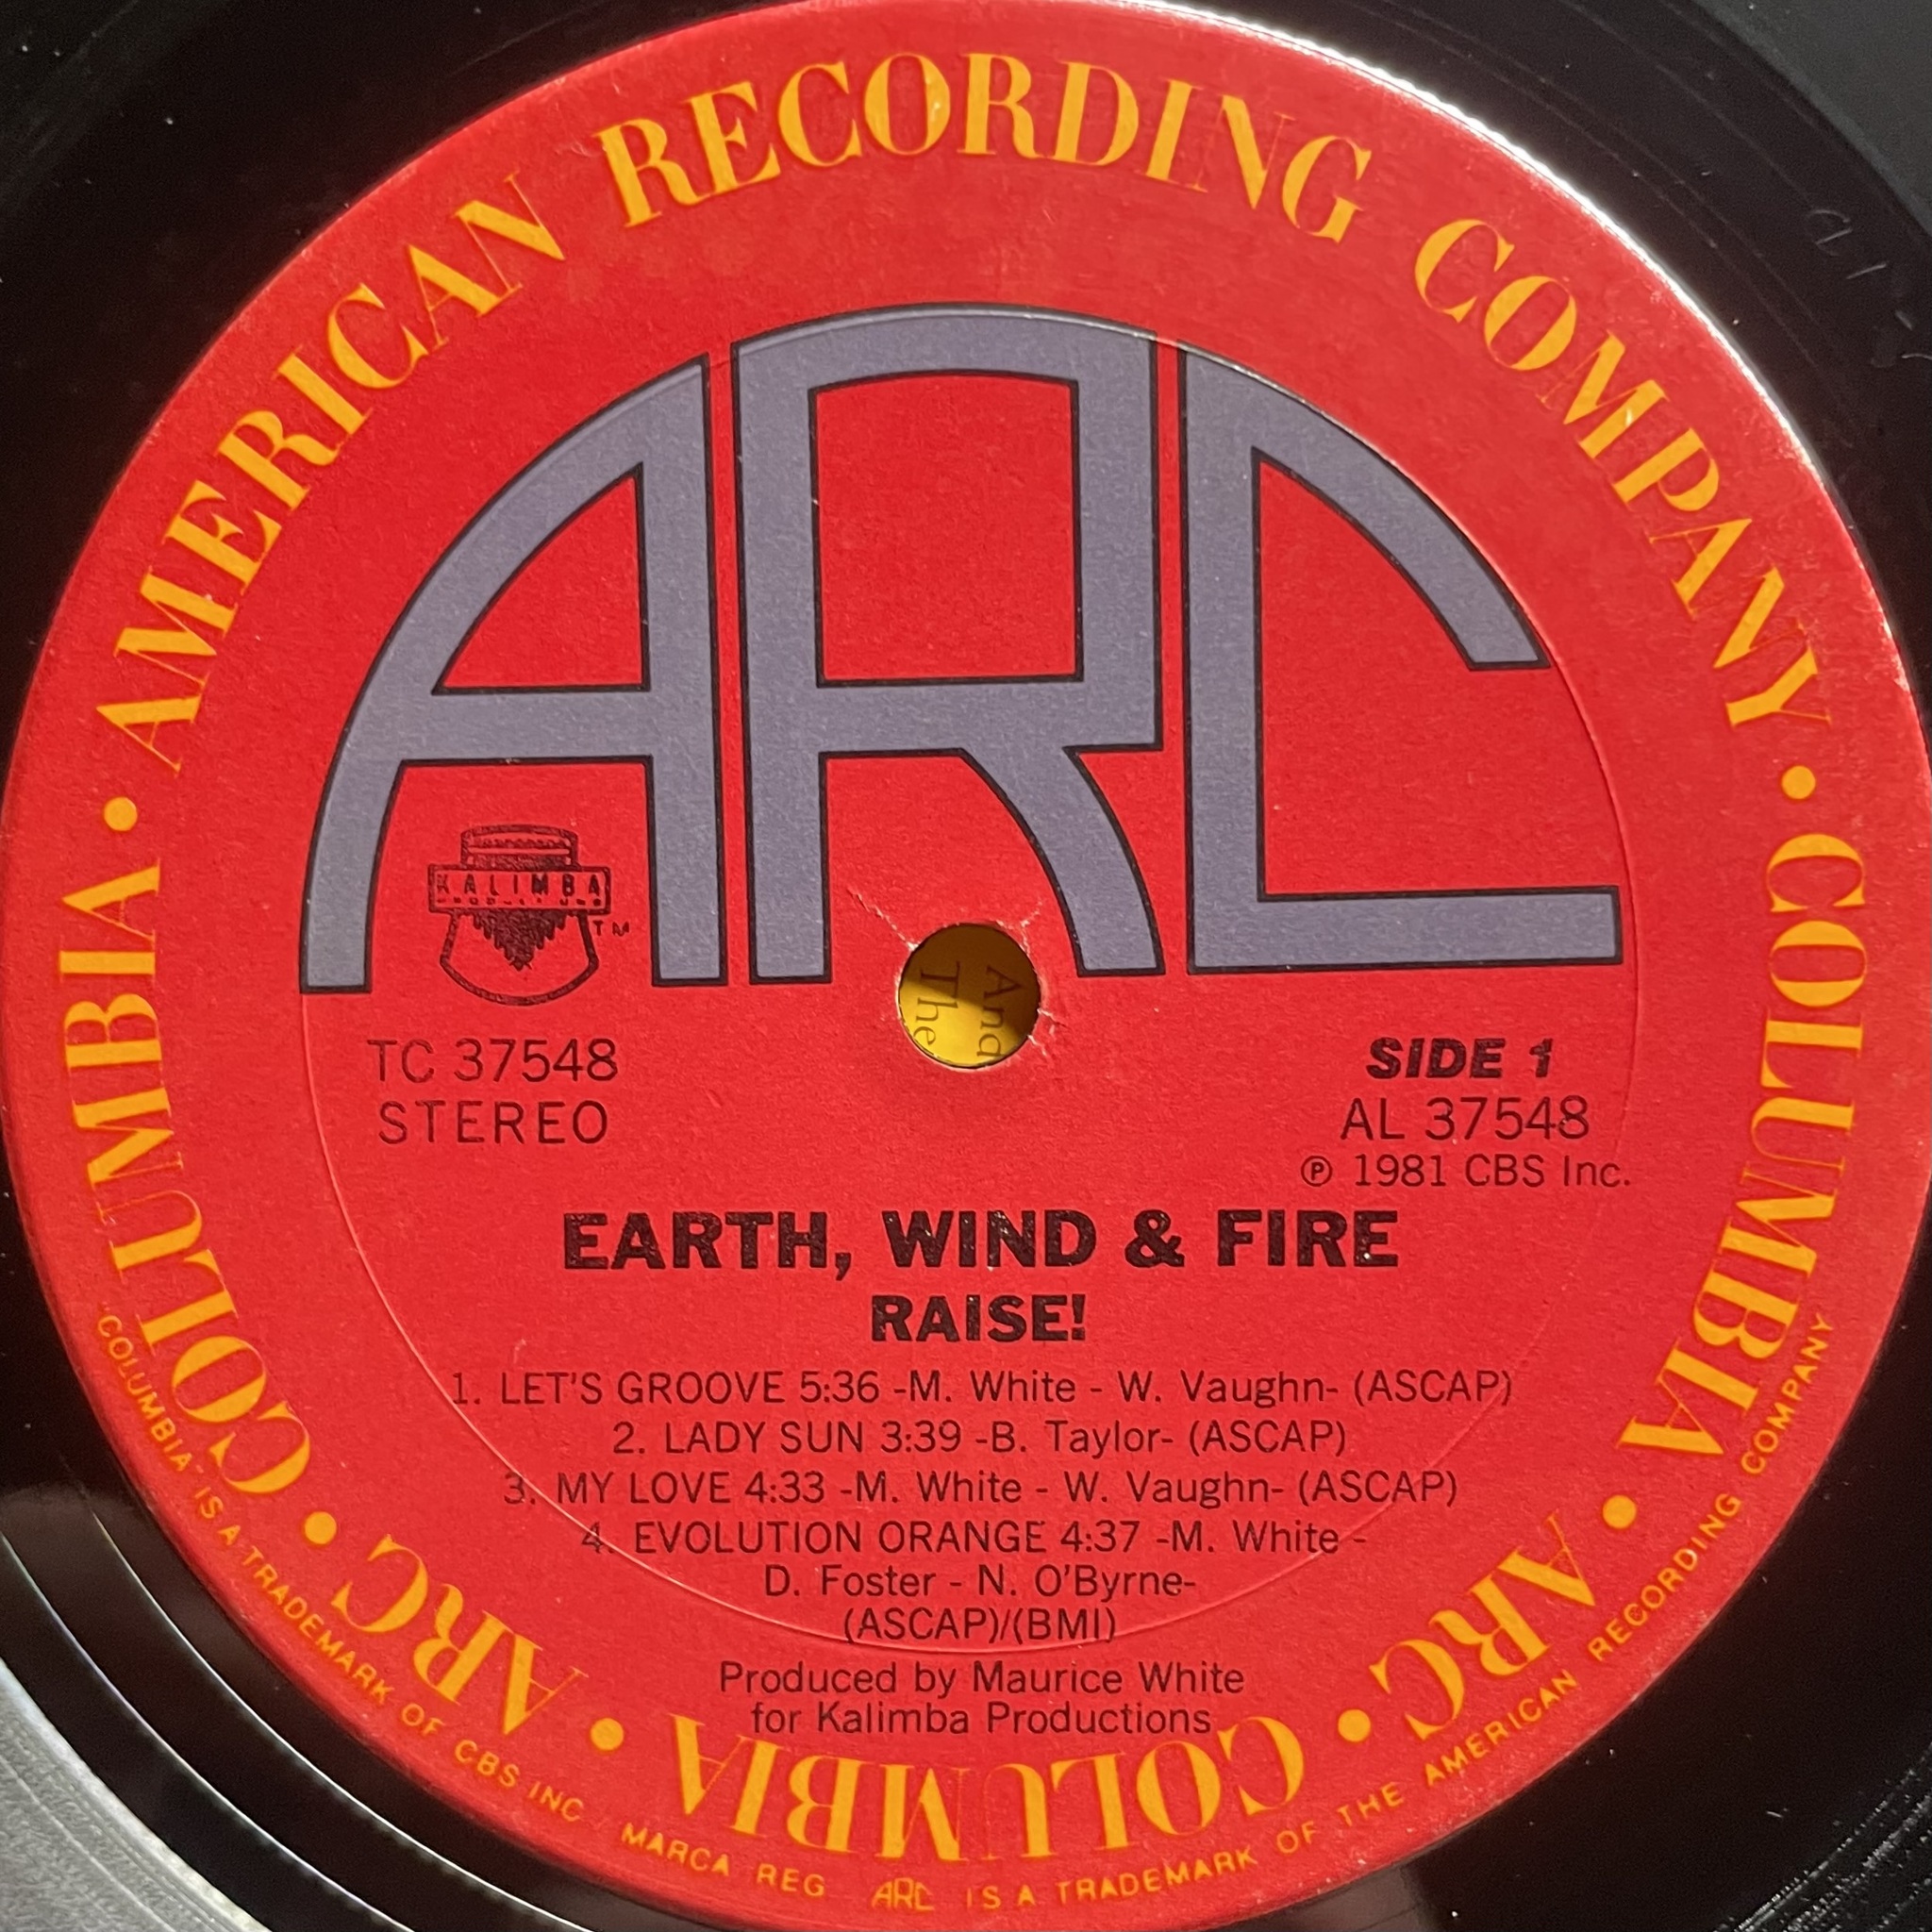 AMERICAN RECORDING COMPANY • COLUMBIA • ARC • COLUMBIA • ARC • COLUMBIA •
ARC
KALIMBA
TM
And
The
TC 37548
STEREO
SIDE 1
AL 37548
℗ 1981 CBS Inc.
EARTH, WIND & FIRE
RAISE!
1. LET'S GROOVE 5:36 -M. White - W. Vaughn- (ASCAP)
2. LADY SUN 3:39 -B. Taylor- (ASCAP)
3. MY LOVE 4:33 -M. White - W. Vaughn- (ASCAP)
4. EVOLUTION ORANGE 4:37 -M. White -
D. Foster - N. O'Byrne-
(ASCAP)/(BMI)
Produced by Maurice White
for Kalimba Productions
"COLUMBIA" IS A TRADEMARK OF CBS INC. MARCA REG ARC IS A TRADEMARK OF THE AMERICAN RECORDING COMPANY